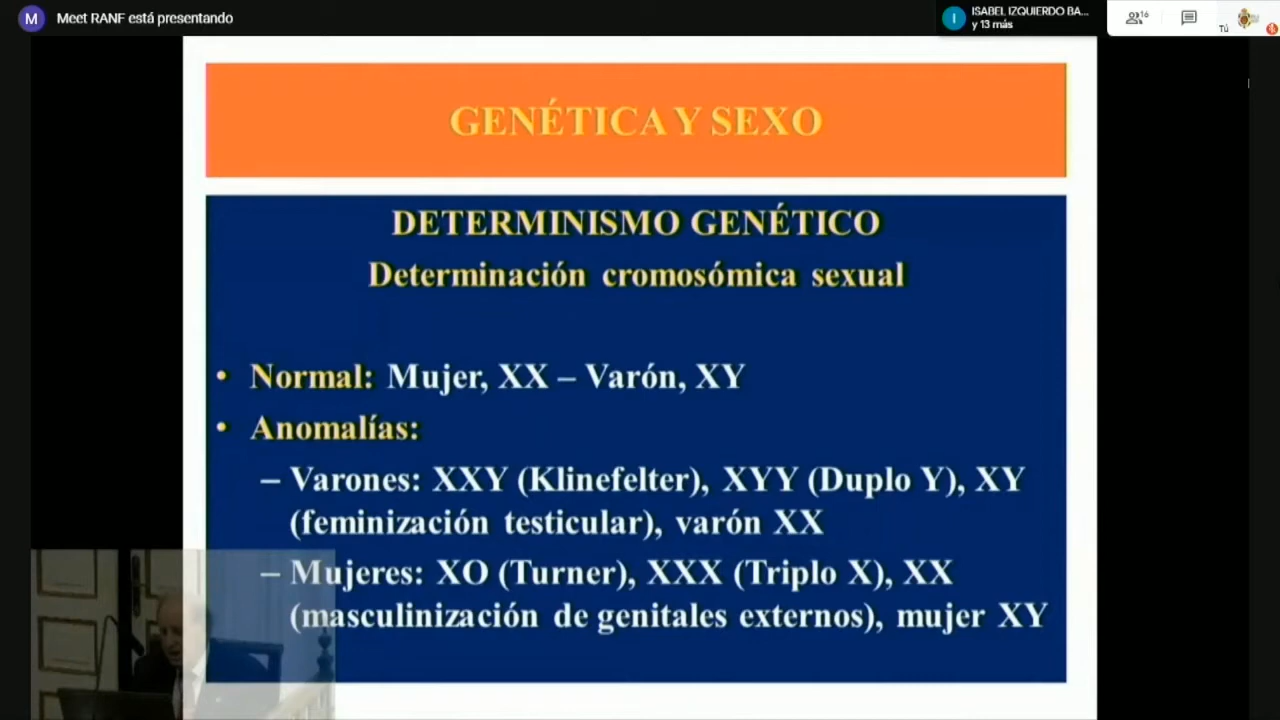 M Meet RANF está presentando
I ISABEL IZQUIERDO BA...
y 13 más
16
Tú
GENÉTICA Y SEXO
DETERMINISMO GENÉTICO
Determinación cromosómica sexual
• Normal: Mujer, XX – Varón, XY
• Anomalías:
– Varones: XXY (Klinefelter), XYY (Duplo Y), XY
(feminización testicular), varón XX
– Mujeres: XO (Turner), XXX (Triplo X), XX
(masculinización de genitales externos), mujer XY